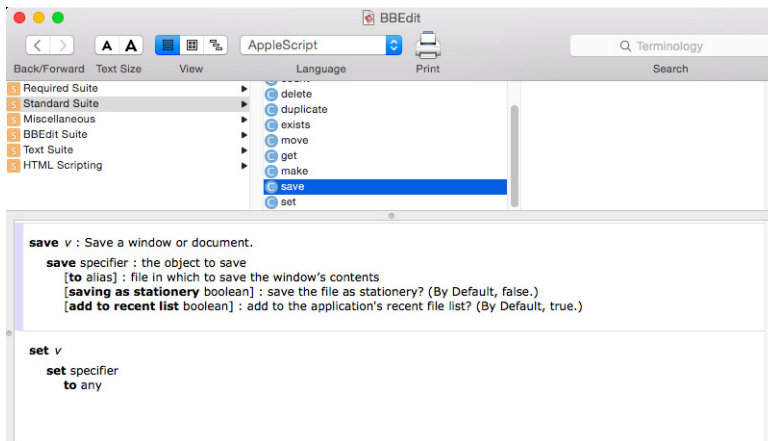 BBEdit
A A
AppleScript
Terminology
Back/Forward Text Size View Language Print Search
S Required Suite
S Standard Suite
S Miscellaneous
S BBEdit Suite
S Text Suite
S HTML Scripting
C delete
C duplicate
C exists
C move
C get
C make
C save
C set
save v : Save a window or document.
save specifier : the object to save
[to alias] : file in which to save the window's contents
[saving as stationery boolean] : save the file as stationery? (By Default, false.)
[add to recent list boolean] : add to the application's recent file list? (By Default, true.)
set v
set specifier
to any